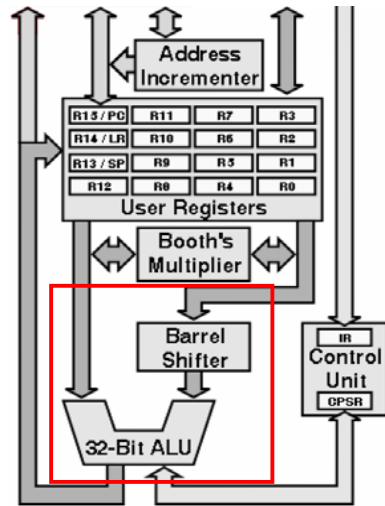 Address
Incrementer
R15 / PC R11 R7 R3
R14 / LR R10 R6 R2
R13 / SP R9 R5 R1
R12 R8 R4 R0
User Registers
Booth's
Multiplier
Barrel
Shifter
IR
Control
Unit
CPSR
32-Bit ALU